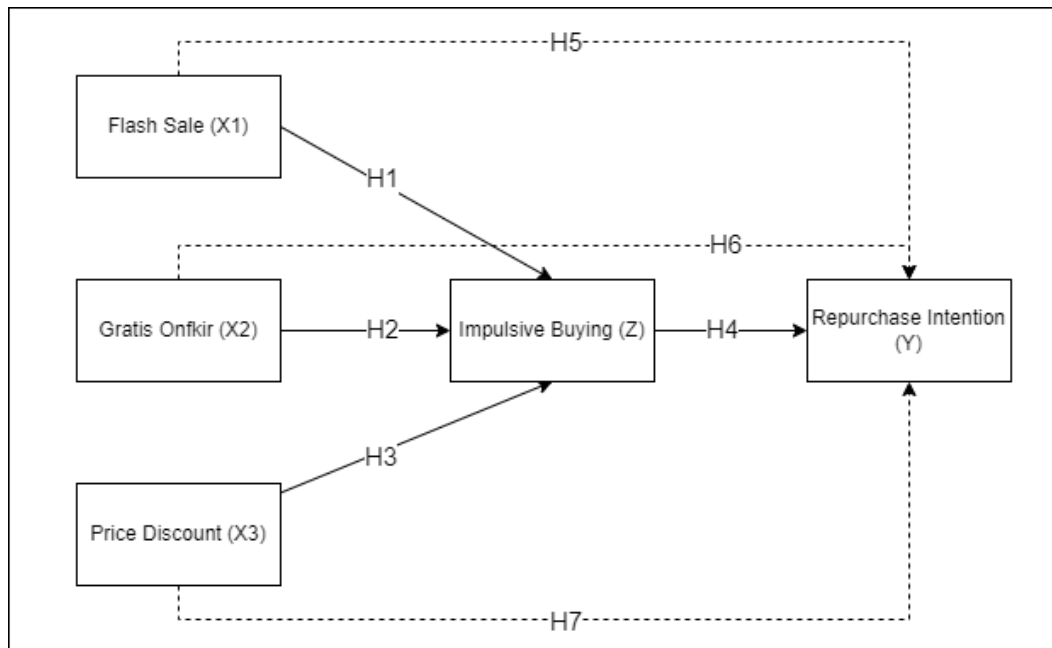 H5
Flash Sale (X1)
H1
H6
Gratis Onfkir (X2)
H2
Impulsive Buying (Z)
H4
Repurchase Intention
(Y)
H3
Price Discount (X3)
H7